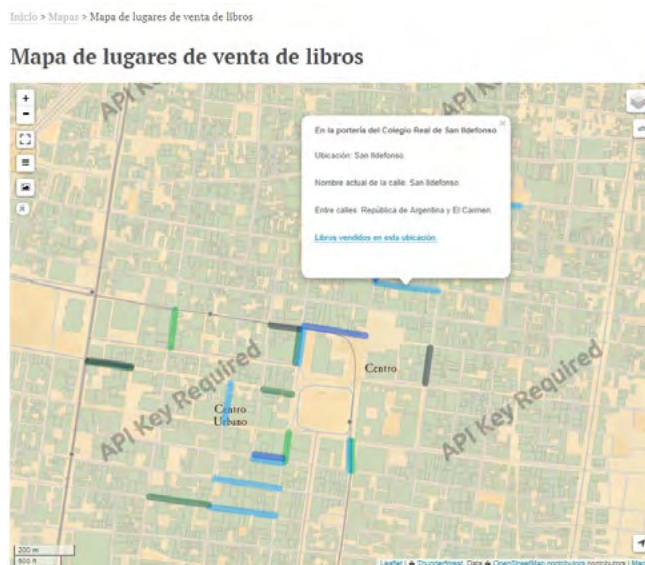 Inicio > Mapas > Mapa de lugares de venta de libros
Mapa de lugares de venta de libros
API Key Required
API Key Required
+
-
En la portería del Colegio Real de San Ildefonso
×
Ubicación: San Ildefonso
Nombre actual de la calle: San Ildefonso
Entre calles: República de Argentina y El Carmen
Libros vendidos en esta ubicación.
Centro
API Key Required
API Key Required
Centro
Urbano
200 m
500 ft
Leaflet | Thunderforest, Data OpenStreetMap contributors contributors |